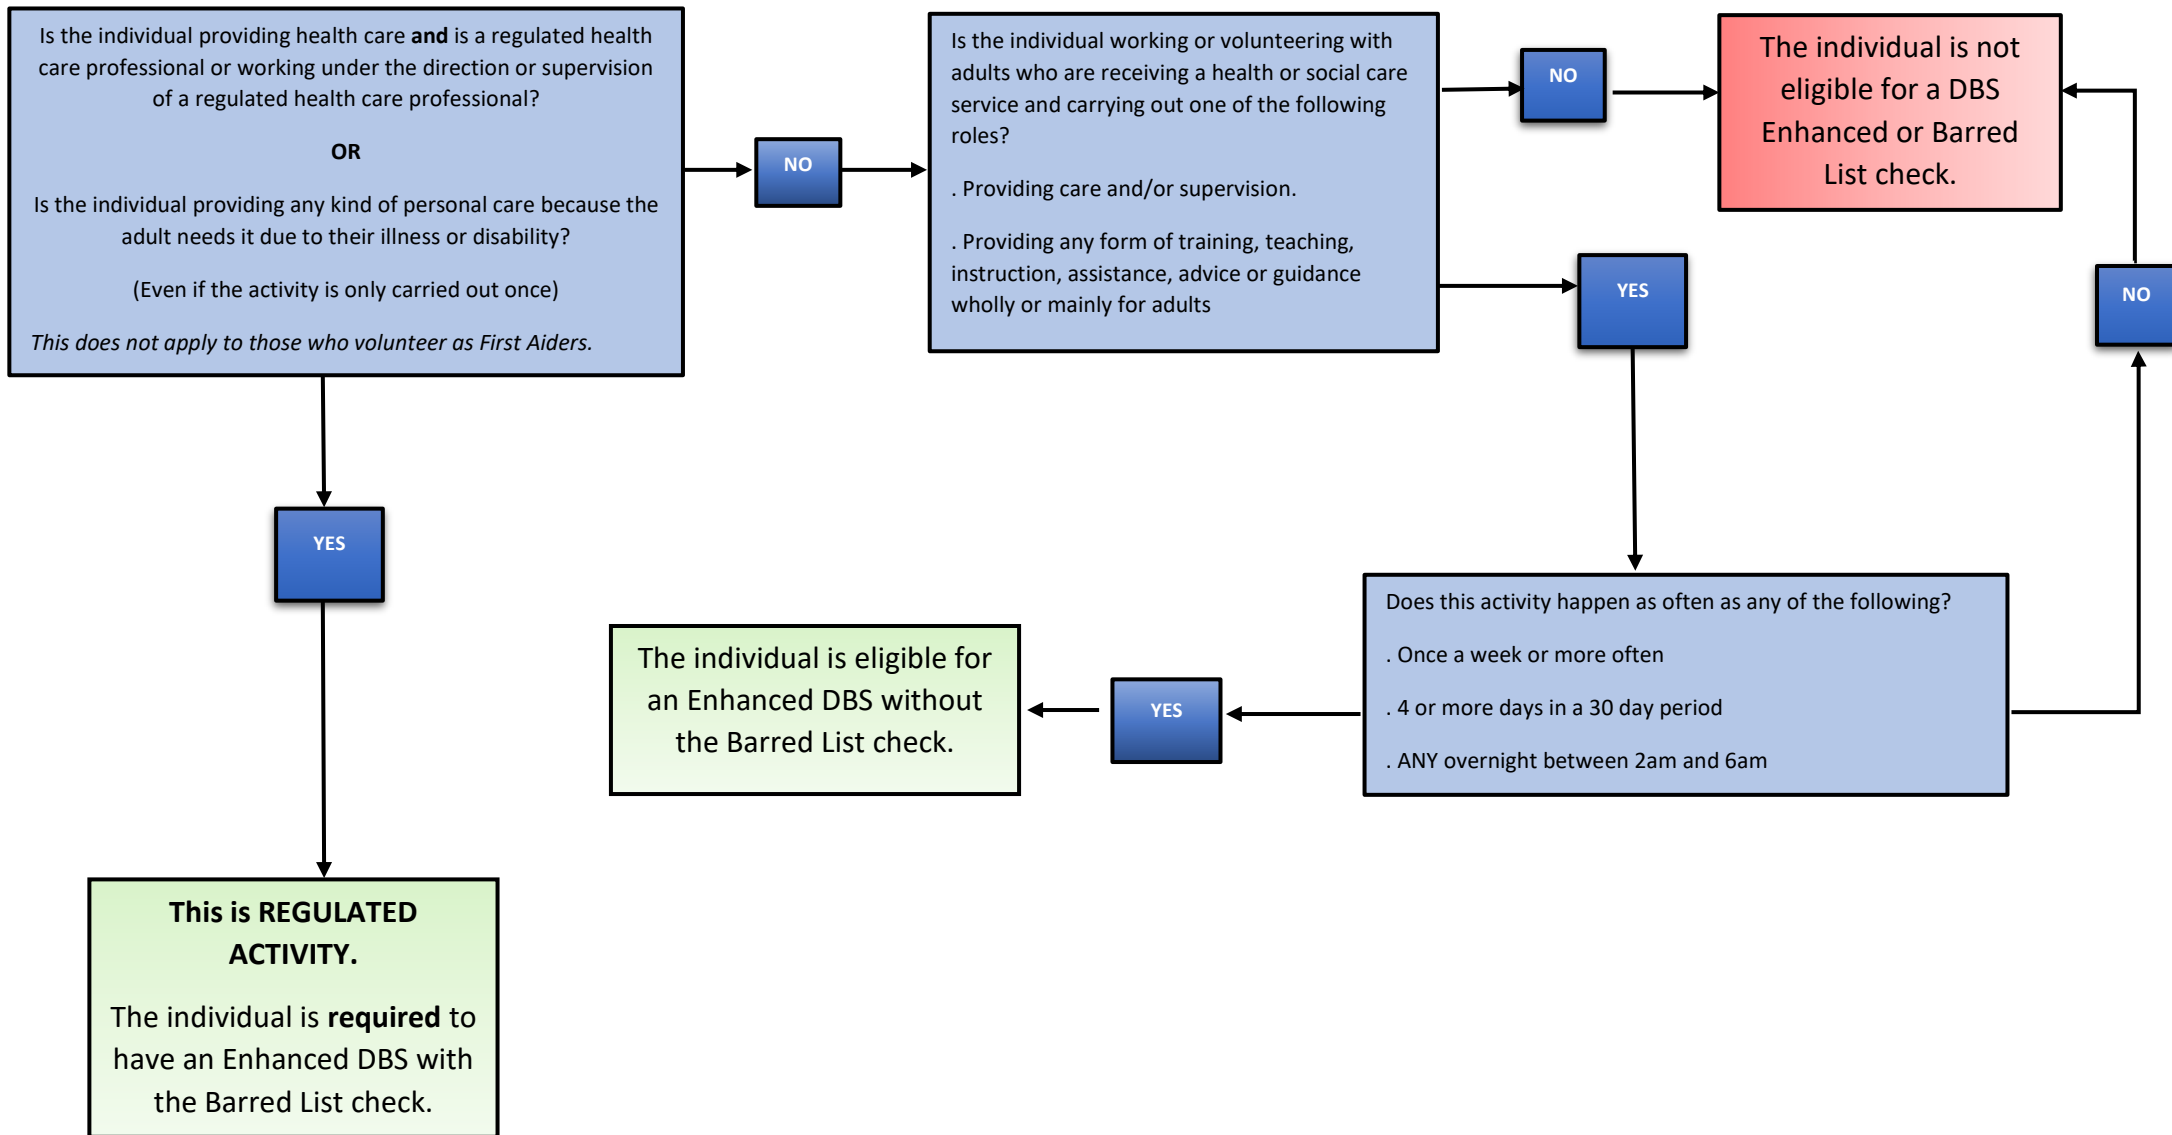 Is the individual providing health care and is a regulated health
care professional or working under the direction or supervision
of a regulated health care professional?
OR
Is the individual providing any kind of personal care because the
adult needs it due to their illness or disability?
(Even if the activity is only carried out once)
This does not apply to those who volunteer as First Aiders.
NO
Is the individual working or volunteering with
adults who are receiving a health or social care
service and carrying out one of the following
roles?
. Providing care and/or supervision.
. Providing any form of training, teaching,
instruction, assistance, advice or guidance
wholly or mainly for adults
NO
The individual is not
eligible for a DBS
Enhanced or Barred
List check.
YES
NO
YES
Does this activity happen as often as any of the following?
. Once a week or more often
. 4 or more days in a 30 day period
. ANY overnight between 2am and 6am
YES
The individual is eligible for
an Enhanced DBS without
the Barred List check.
This is REGULATED
ACTIVITY.
The individual is required to
have an Enhanced DBS with
the Barred List check.